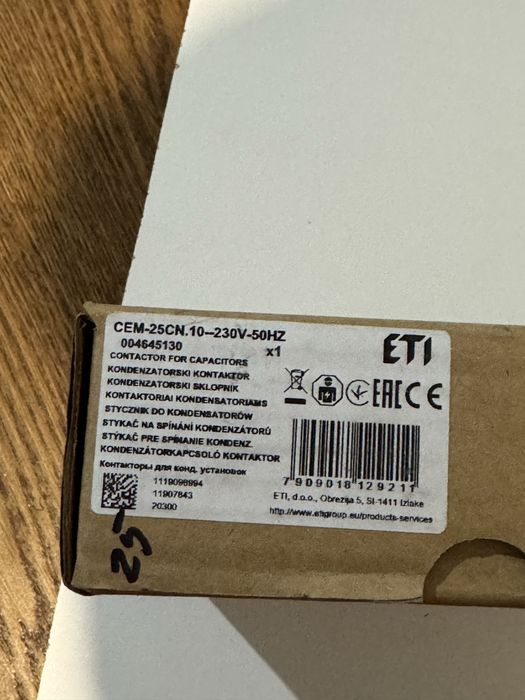 CEM-25CN.10--230V-50HZ
004645130
x1
ETI
CONTACTOR FOR CAPACITORS
KONDENZATORSKI KONTAKTOR
KONDENZATORSKI SKLOPNIK
KONTAKTORIAI KONDENSATORIAMS
STYCZNIK DO KONDENSATORÓW
STYKAČ NA SPÍNÁNÍ KONDENZÁTORŮ
STÝKAČ PRE SPÍNANIE KONDENZ.
KONDENZÁTORKAPCSOLÓ KONTAKTOR
Контакторы для конд. установок
EAC CE
7 909018 129211
1119098994
11907843
20300
ETI, d.o.o., Obrezija 5, SI-1411 Izlake
http://www.etigroup.eu/products-services
25